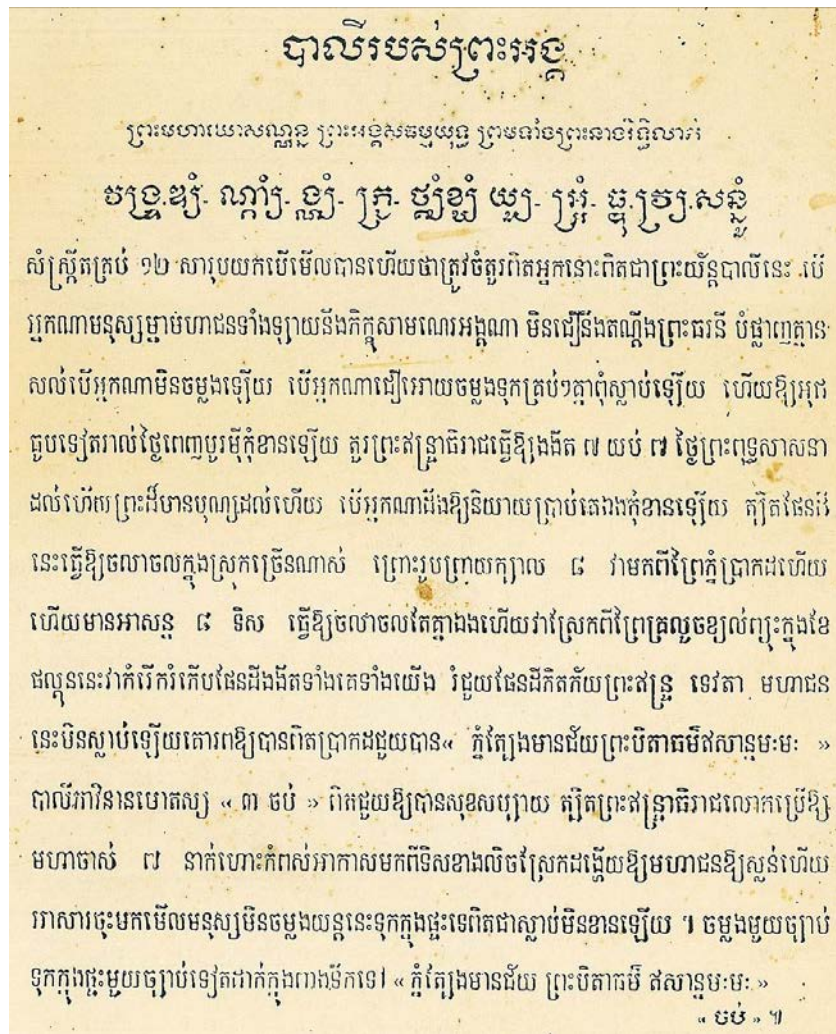 បាលីរបស់ព្រះអង្គ
ព្រះមហាឃោសណ្ណន្ន ព្រះអង្គសធម្មយុទ្ធ ព្រមទាំងព្រះនាងរិទ្ធិលាភ់
សំស្ក្រឹតគ្រប់ ១២ សារុបយកបើមើលបានហើយថាត្រូវចំតួរពិតអ្នកនោះពិតជាព្រះយ័ន្តបាលីនេះ បើ
អ្នកណាមនុស្សម្នាមហាជនទាំងឡាយនឹងភិក្ខុសាមណេរអង្គណា មិនជឿនឹងតណ្ដឹងព្រះធរនី បំផ្លាញគ្មាន
សល់បើអ្នកណាមិនចម្លងឡើយ បើអ្នកណាជឿអោយចម្លងទុកគ្រប់ៗគ្នាពុំស្លាប់ឡើយ ហើយឱ្យអុជ
ធូបទៀតរាល់ថ្ងៃពេញបូរមុីកុំខានឡើយ តួរព្រះឥន្ទ្រាធិរាជធ្វើឱ្យងងឹត ៧ យប់ ៧ ថ្ងៃព្រះពុទ្ធសាសនា
ដល់ហើយព្រះដ៏មានបុណ្យដល់ហើយ បើអ្នកណាដឹងឱ្យនិយាយប្រាប់គេឯងកុំខានឡើយ ត្បិតផែនដី
នេះធ្វើឱ្យចលាចលក្នុងស្រុកច្រើនណាស់ ព្រោះរូបព្រាយក្បាល ៨ វាមកពីព្រៃភ្នំប្រាកដហើយ
ហើយមានអាសន្ន ៨ ទិស ធ្វើឱ្យចលាចលតែគ្នាឯងហើយវាស្រែកពីព្រៃគ្រលួចខ្យល់ព្យុះក្នុងខែ
ផល្គុននេះវាកំរើករំកើបផែនដីងងឹតទាំងគេទាំងយើង រំជួយផែនដីភិតភ័យព្រះឥន្ទ្រ ទេវតា មហាជន
នេះមិនស្លាប់ឡើយគោរពឱ្យបានពិតប្រាកដជួយបាន« ភ្នំត្បែងមានជ័យព្រះបិតាធម៌ឥសាន្តមៈមៈ »
បាលីភាវិនានមោតស្យ « ៣ ចប់ » ពិតជួយឱ្យបានសុខសប្បាយ ត្បិតព្រះឥន្ទ្រាធិរាជលោកប្រើឱ្យ
មហាចាស់ ៧ នាក់ហោះកំពស់អាកាសមកពីទិសខាងលិចស្រែកដង្ហើយឱ្យមហាជនឱ្យស្លន់ហើយ
អាសារចុះមកមើលមនុស្សមិនចម្លងយន្តនេះទុកក្នុងផ្ទះទេពិតជាស្លាប់មិនខានឡើយ ។ ចម្លងមួយច្បាប់
ទុកក្នុងផ្ទះមួយច្បាប់ទៀតដាក់ក្នុងពាងទឹកទៅ « ភ្នំត្បែងមានជ័យ ព្រះបិតាធម៌ ឥសាន្តមៈមៈ »
« ចប់ » ៕